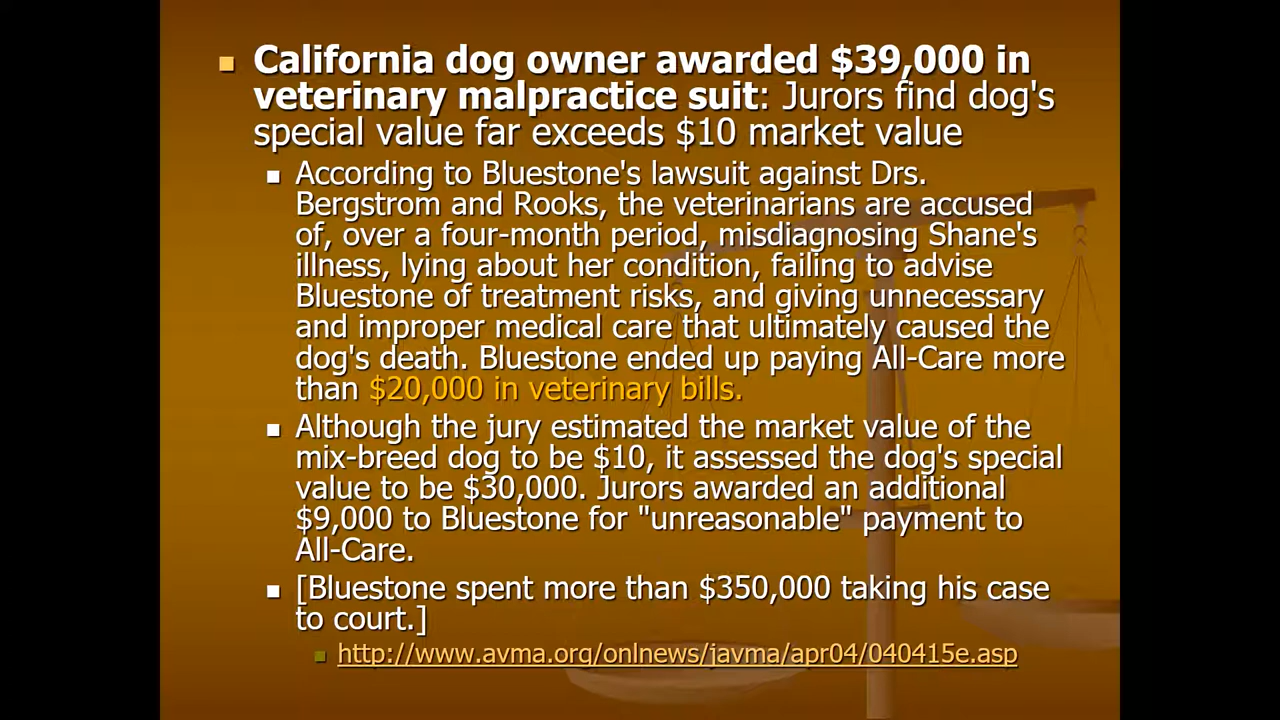 California dog owner awarded $39,000 in
veterinary malpractice suit: Jurors find dog's
special value far exceeds $10 market value
According to Bluestone's lawsuit against Drs.
Bergstrom and Rooks, the veterinarians are accused
of, over a four-month period, misdiagnosing Shane's
illness, lying about her condition, failing to advise
Bluestone of treatment risks, and giving unnecessary
and improper medical care that ultimately caused the
dog's death. Bluestone ended up paying All-Care more
than $20,000 in veterinary bills.
Although the jury estimated the market value of the
mix-breed dog to be $10, it assessed the dog's special
value to be $30,000. Jurors awarded an additional
$9,000 to Bluestone for "unreasonable" payment to
All-Care.
[Bluestone spent more than $350,000 taking his case
to court.]
http://www.avma.org/onlnews/javma/apr04/040415e.asp